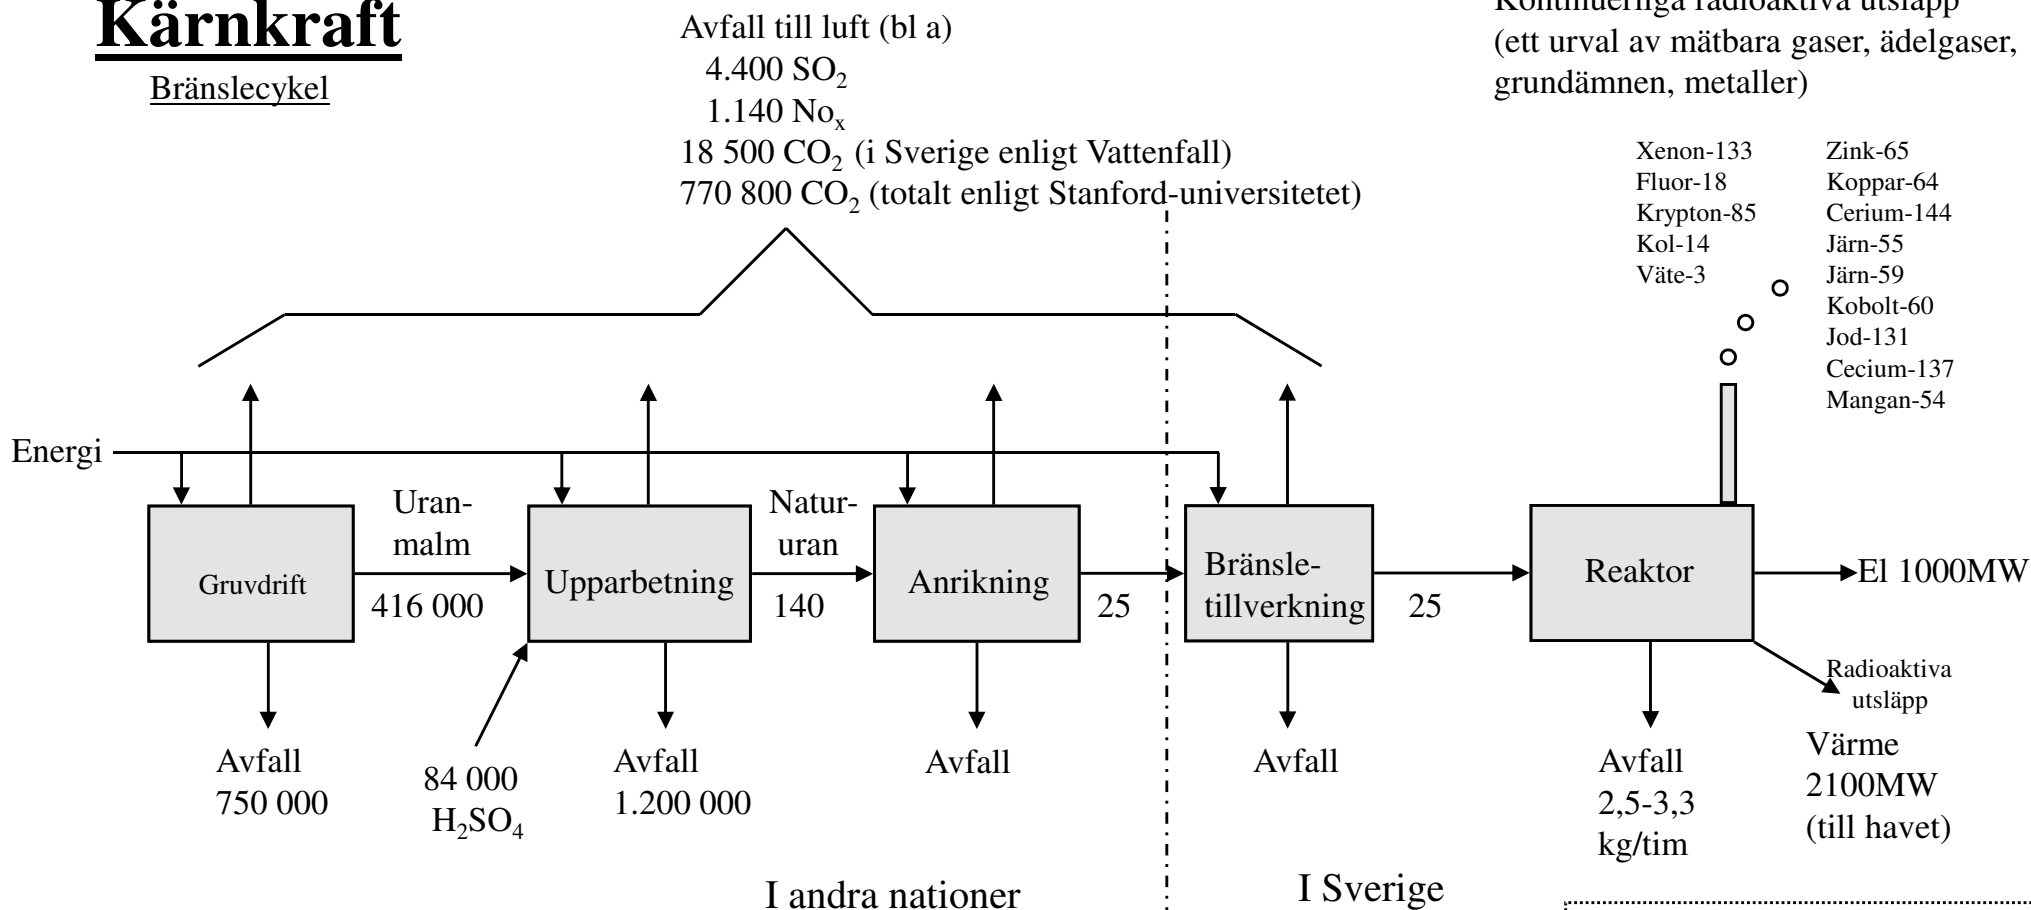 Kärnkraft
Bränslecykel
Avfall till luft (bl a)
4.400 SO₂
1.140 Noₓ
18 500 CO₂ (i Sverige enligt Vattenfall)
770 800 CO₂ (totalt enligt Stanford-universitetet)
Kontinuerliga radioaktiva utsläpp
(ett urval av mätbara gaser, ädelgaser,
grundämnen, metaller)
Xenon-133
Fluor-18
Krypton-85
Kol-14
Väte-3
Zink-65
Koppar-64
Cerium-144
Järn-55
Järn-59
Kobolt-60
Jod-131
Cecium-137
Mangan-54
Energi
Gruvdrift
Uran-
malm
416 000
Upparbetning
Natur-
uran
140
Anrikning
25
Bränsle-
tillverkning
25
Reaktor
El 1000MW
Radioaktiva
utsläpp
Avfall
750 000
84 000
H₂SO₄
Avfall
1.200 000
Avfall
Avfall
Avfall
2,5-3,3
kg/tim
Värme
2100MW
(till havet)
I andra nationer
I Sverige